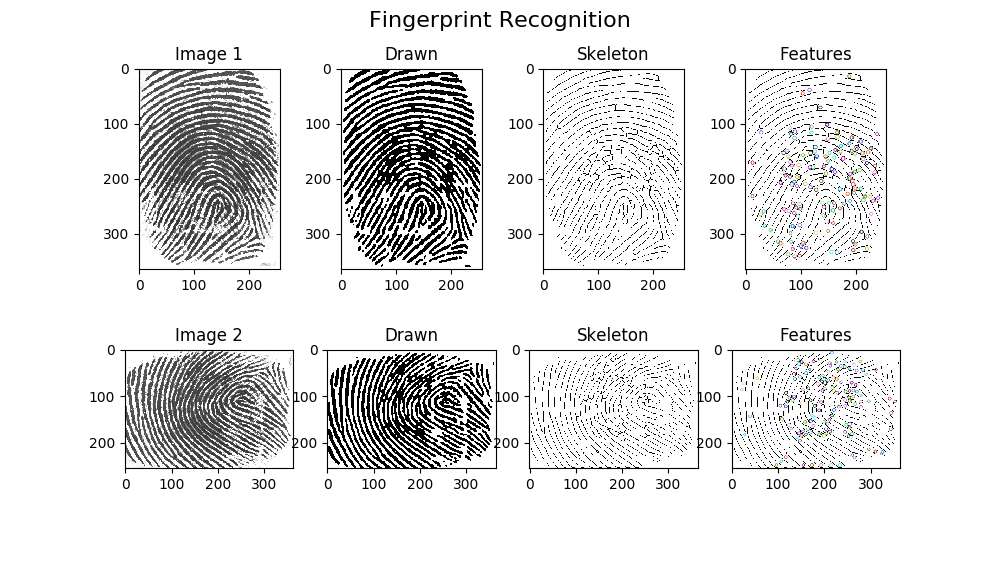 Fingerprint Recognition
Image 1 Drawn Skeleton Features
0 0 0 0
100 100 100 100
200 200 200 200
300 300 300 300
0 100 200 0 100 200 0 100 200 0 100 200
Image 2 Drawn Skeleton Features
0 0 0 0
100 100 100 100
200 200 200 200
0 100 200 300 0 100 200 300 0 100 200 300 0 100 200 300